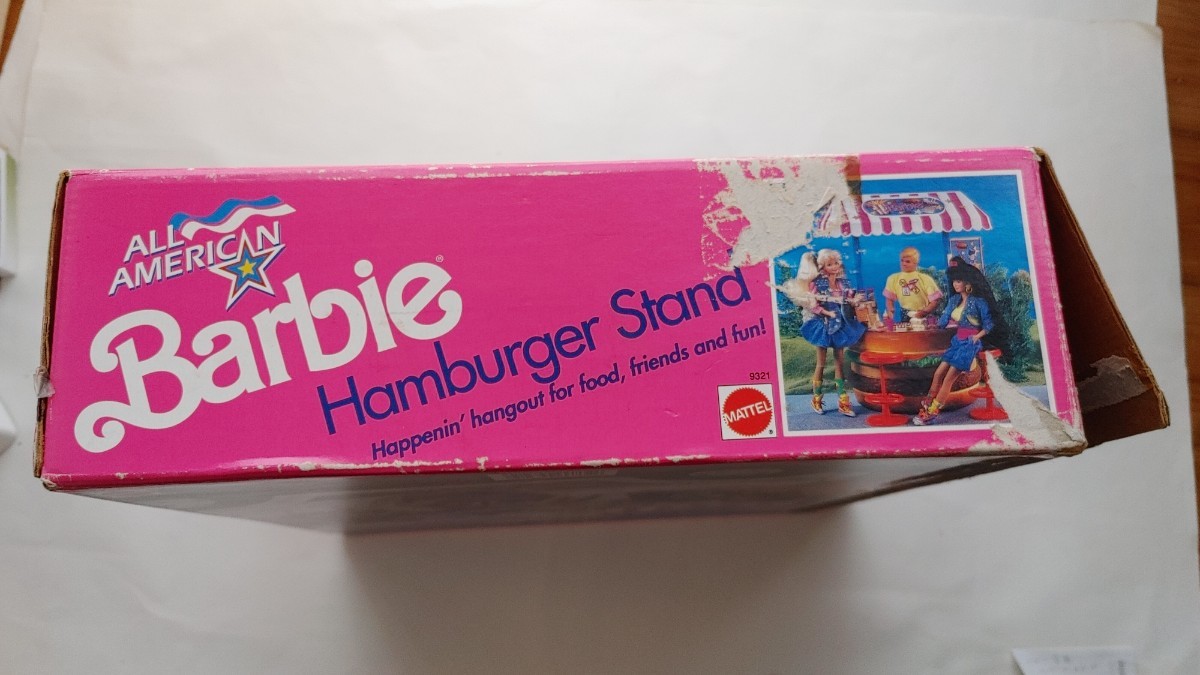 ALL
AMERICAN
Barbie®
Hamburger Stand
Happenin' hangout for food, friends and fun!
9321
MATTEL®